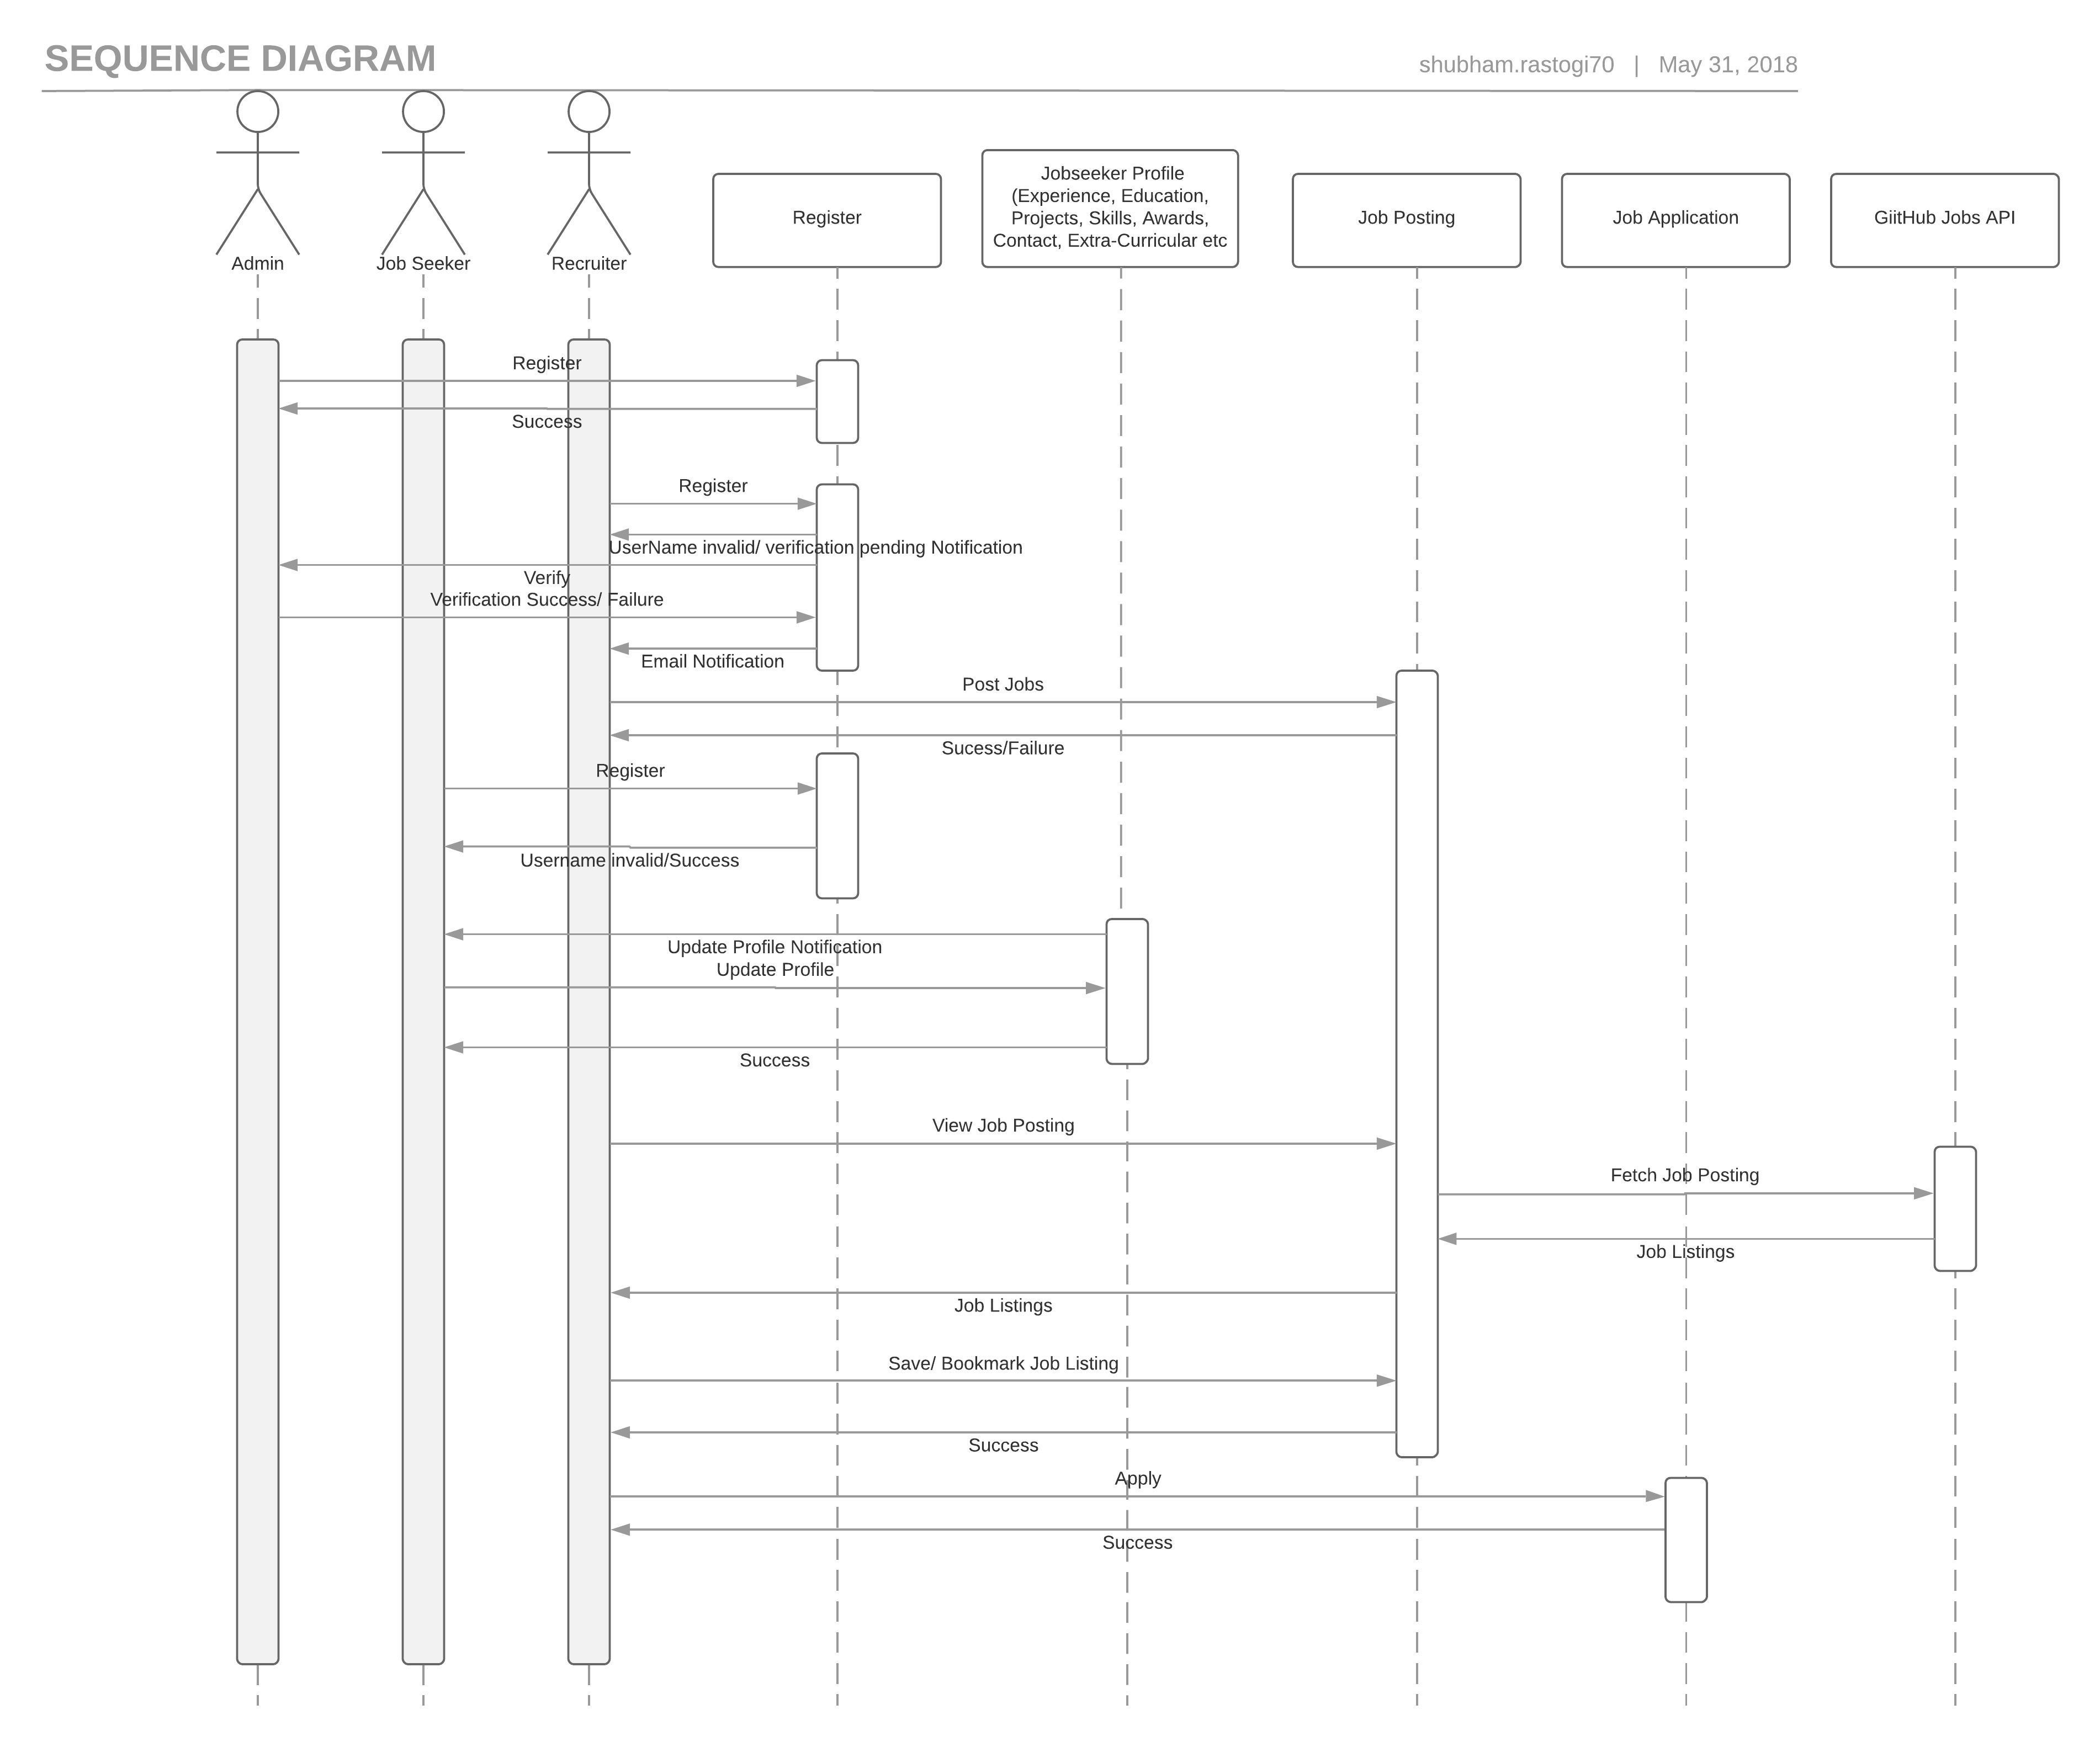 SEQUENCE DIAGRAM
shubham.rastogi70 | May 31, 2018
Admin
Job Seeker
Recruiter
Register
Jobseeker Profile
(Experience, Education,
Projects, Skills, Awards,
Contact, Extra-Curricular etc
Job Posting
Job Application
GiitHub Jobs API
Register
Success
Register
UserName invalid/ verification pending Notification
Verify
Verification Success/ Failure
Email Notification
Post Jobs
Sucess/Failure
Register
Username invalid/Success
Update Profile Notification
Update Profile
Success
View Job Posting
Fetch Job Posting
Job Listings
Job Listings
Save/ Bookmark Job Listing
Success
Apply
Success